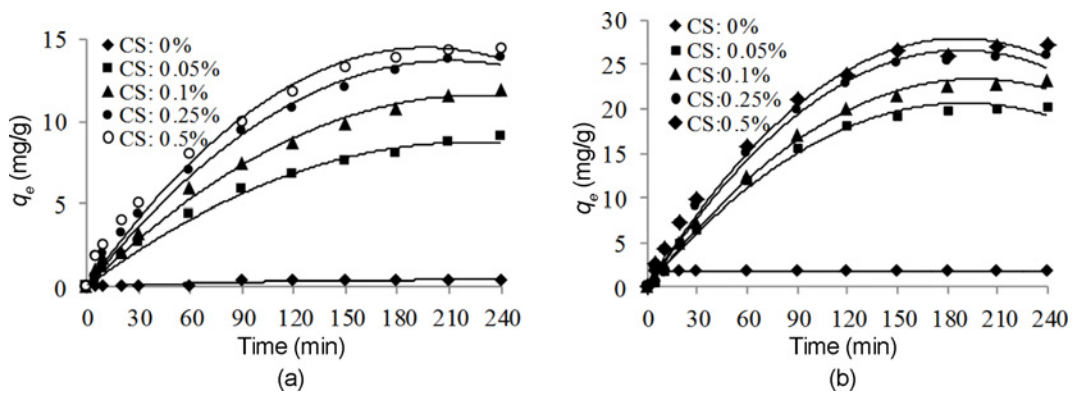 15
10
5
0
qe (mg/g)
CS: 0%
CS: 0.05%
CS: 0.1%
CS: 0.25%
CS: 0.5%
0 30 60 90 120 150 180 210 240
Time (min)
(a)
30
25
20
15
10
5
0
qe (mg/g)
CS: 0%
CS: 0.05%
CS:0.1%
CS:0.25%
CS:0.5%
0 30 60 90 120 150 180 210 240
Time (min)
(b)